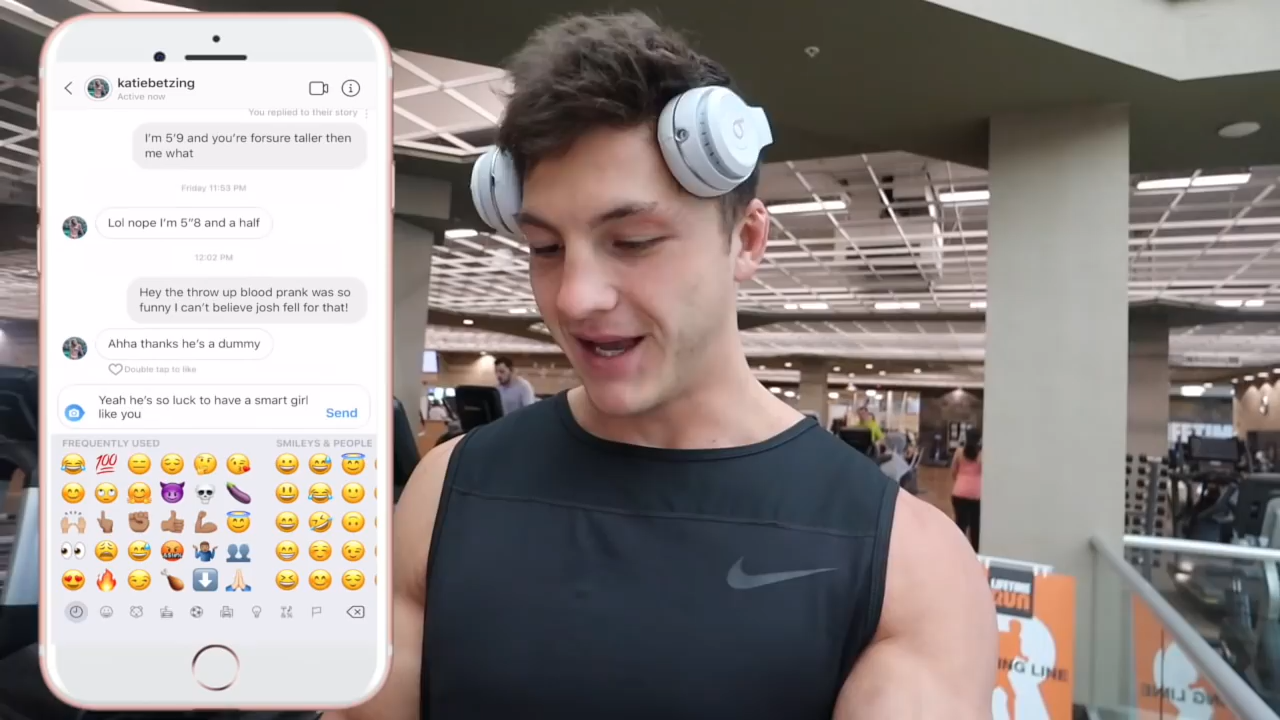 katiebetzing
Active now
You replied to their story
I'm 5'9 and you're forsure taller then
me what
Friday 11:53 PM
Lol nope I'm 5"8 and a half
12:02 PM
Hey the throw up blood prank was so
funny I can't believe josh fell for that!
Ahha thanks he's a dummy
Double tap to like
Yeah he's so luck to have a smart girl
like you
Send
FREQUENTLY USED
SMILEYS & PEOPLE
LIFETIME
RUN
ING LINE